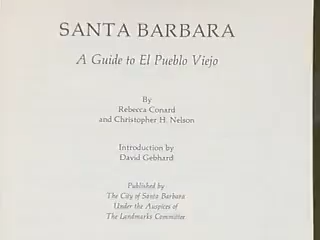 SANTA BARBARA
A Guide to El Pueblo Viejo
By
Rebecca Conard
and Christopher H. Nelson
Introduction by
David Gebhard
Published by
The City of Santa Barbara
Under the Auspices of
The Landmarks Committee